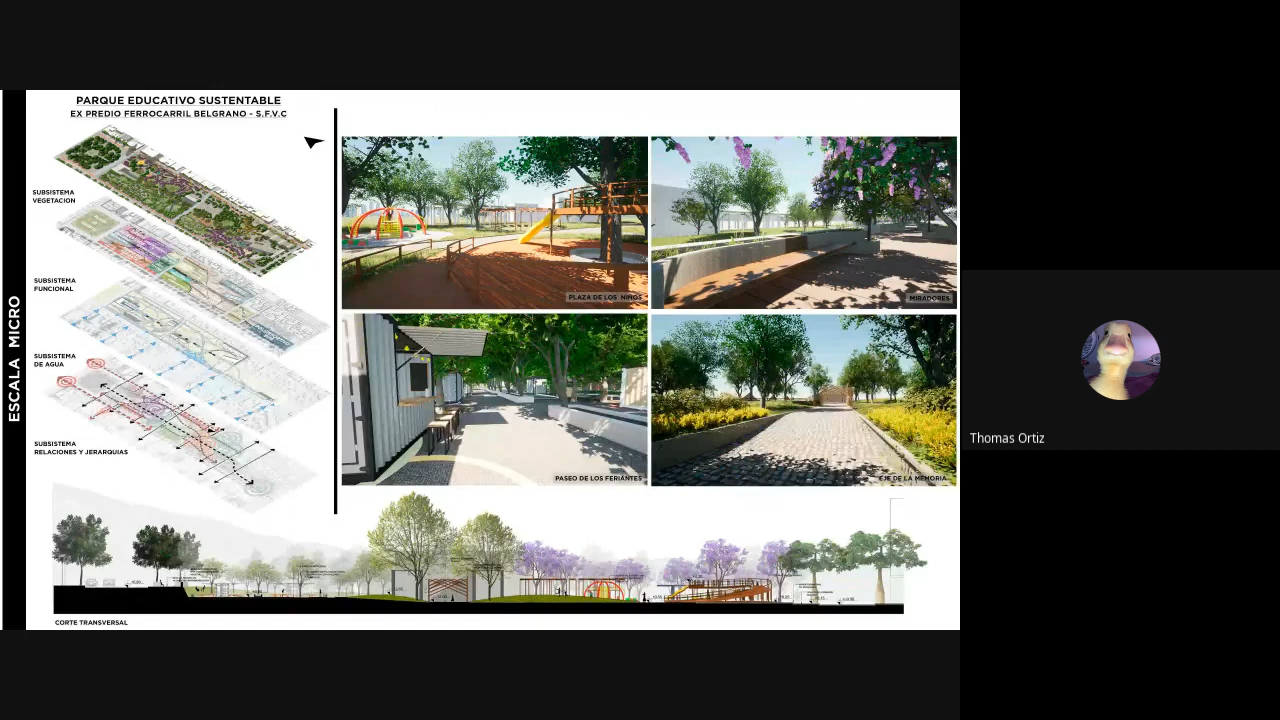 PARQUE EDUCATIVO SUSTENTABLE
EX PREDIO FERROCARRIL BELGRANO - S.F.V.C
ESCALA MICRO
SUBSISTEMA
VEGETACION
SUBSISTEMA
FUNCIONAL
SUBSISTEMA
DE AGUA
SUBSISTEMA
RELACIONES Y JERARQUIAS
PLAZA DE LOS NIÑOS
MIRADORES
PASEO DE LOS FERIANTES
EJE DE LA MEMORIA
CORTE TRANSVERSAL
Thomas Ortiz